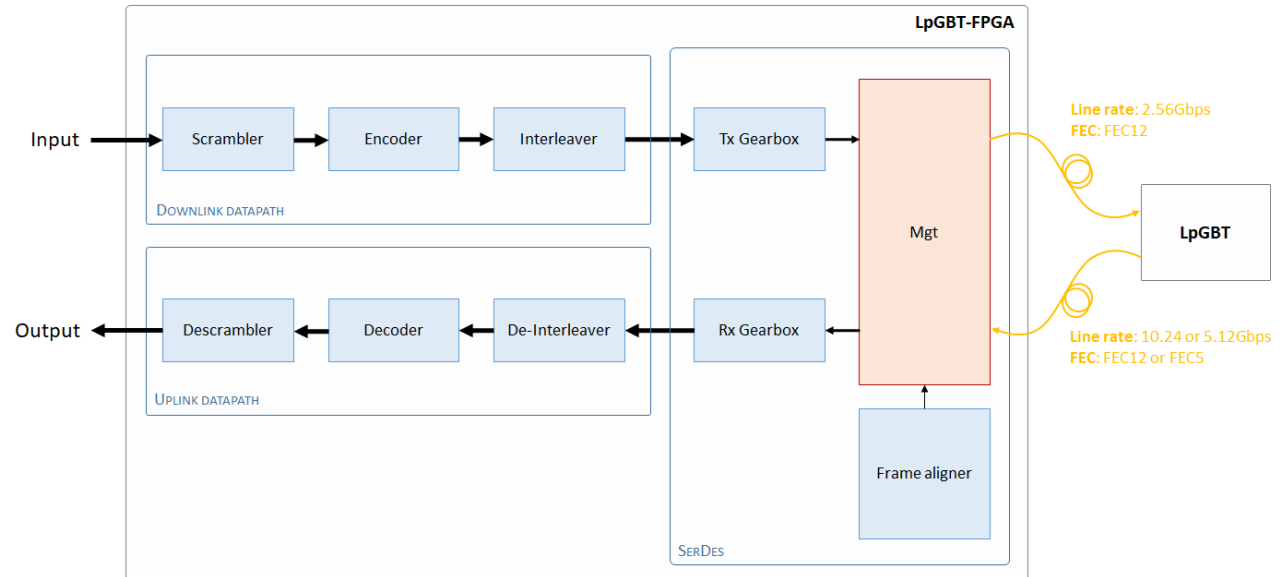 LpGBT-FPGA
Line rate: 2.56Gbps
FEC: FEC12
Input
Scrambler
Encoder
Interleaver
Tx Gearbox
DOWNLINK DATAPATH
Mgt
LpGBT
Output
Descrambler
Decoder
De-Interleaver
Rx Gearbox
Line rate: 10.24 or 5.12Gbps
FEC: FEC12 or FEC5
UPLINK DATAPATH
Frame aligner
SERDES